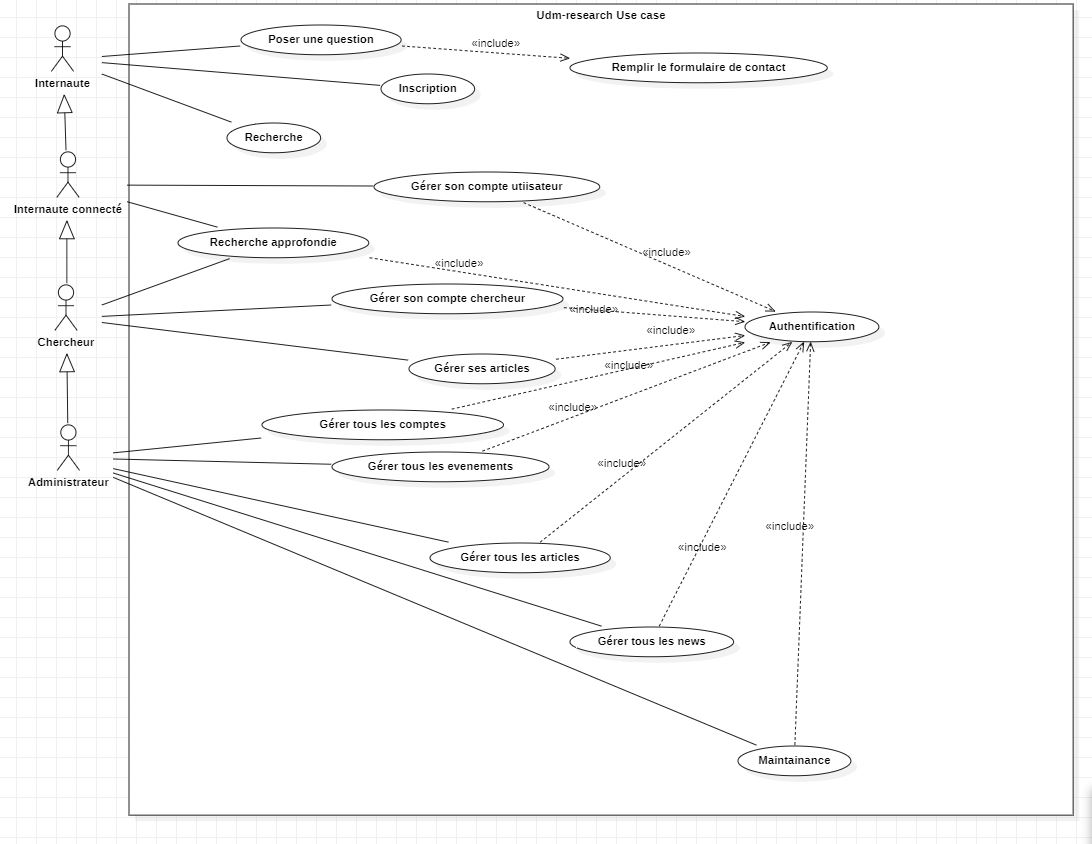 Udm-research Use case
Poser une question
«include»
Remplir le formulaire de contact
Internaute
Inscription
Recherche
Gérer son compte utiisateur
Internaute connecté
Recherche approfondie
«include»
«include»
Gérer son compte chercheur
«include»
Authentification
«include»
Chercheur
Gérer ses articles
«include»
«include»
Gérer tous les comptes
Gérer tous les evenements
«include»
Administrateur
«include»
Gérer tous les articles
«include»
Gérer tous les news
Maintainance